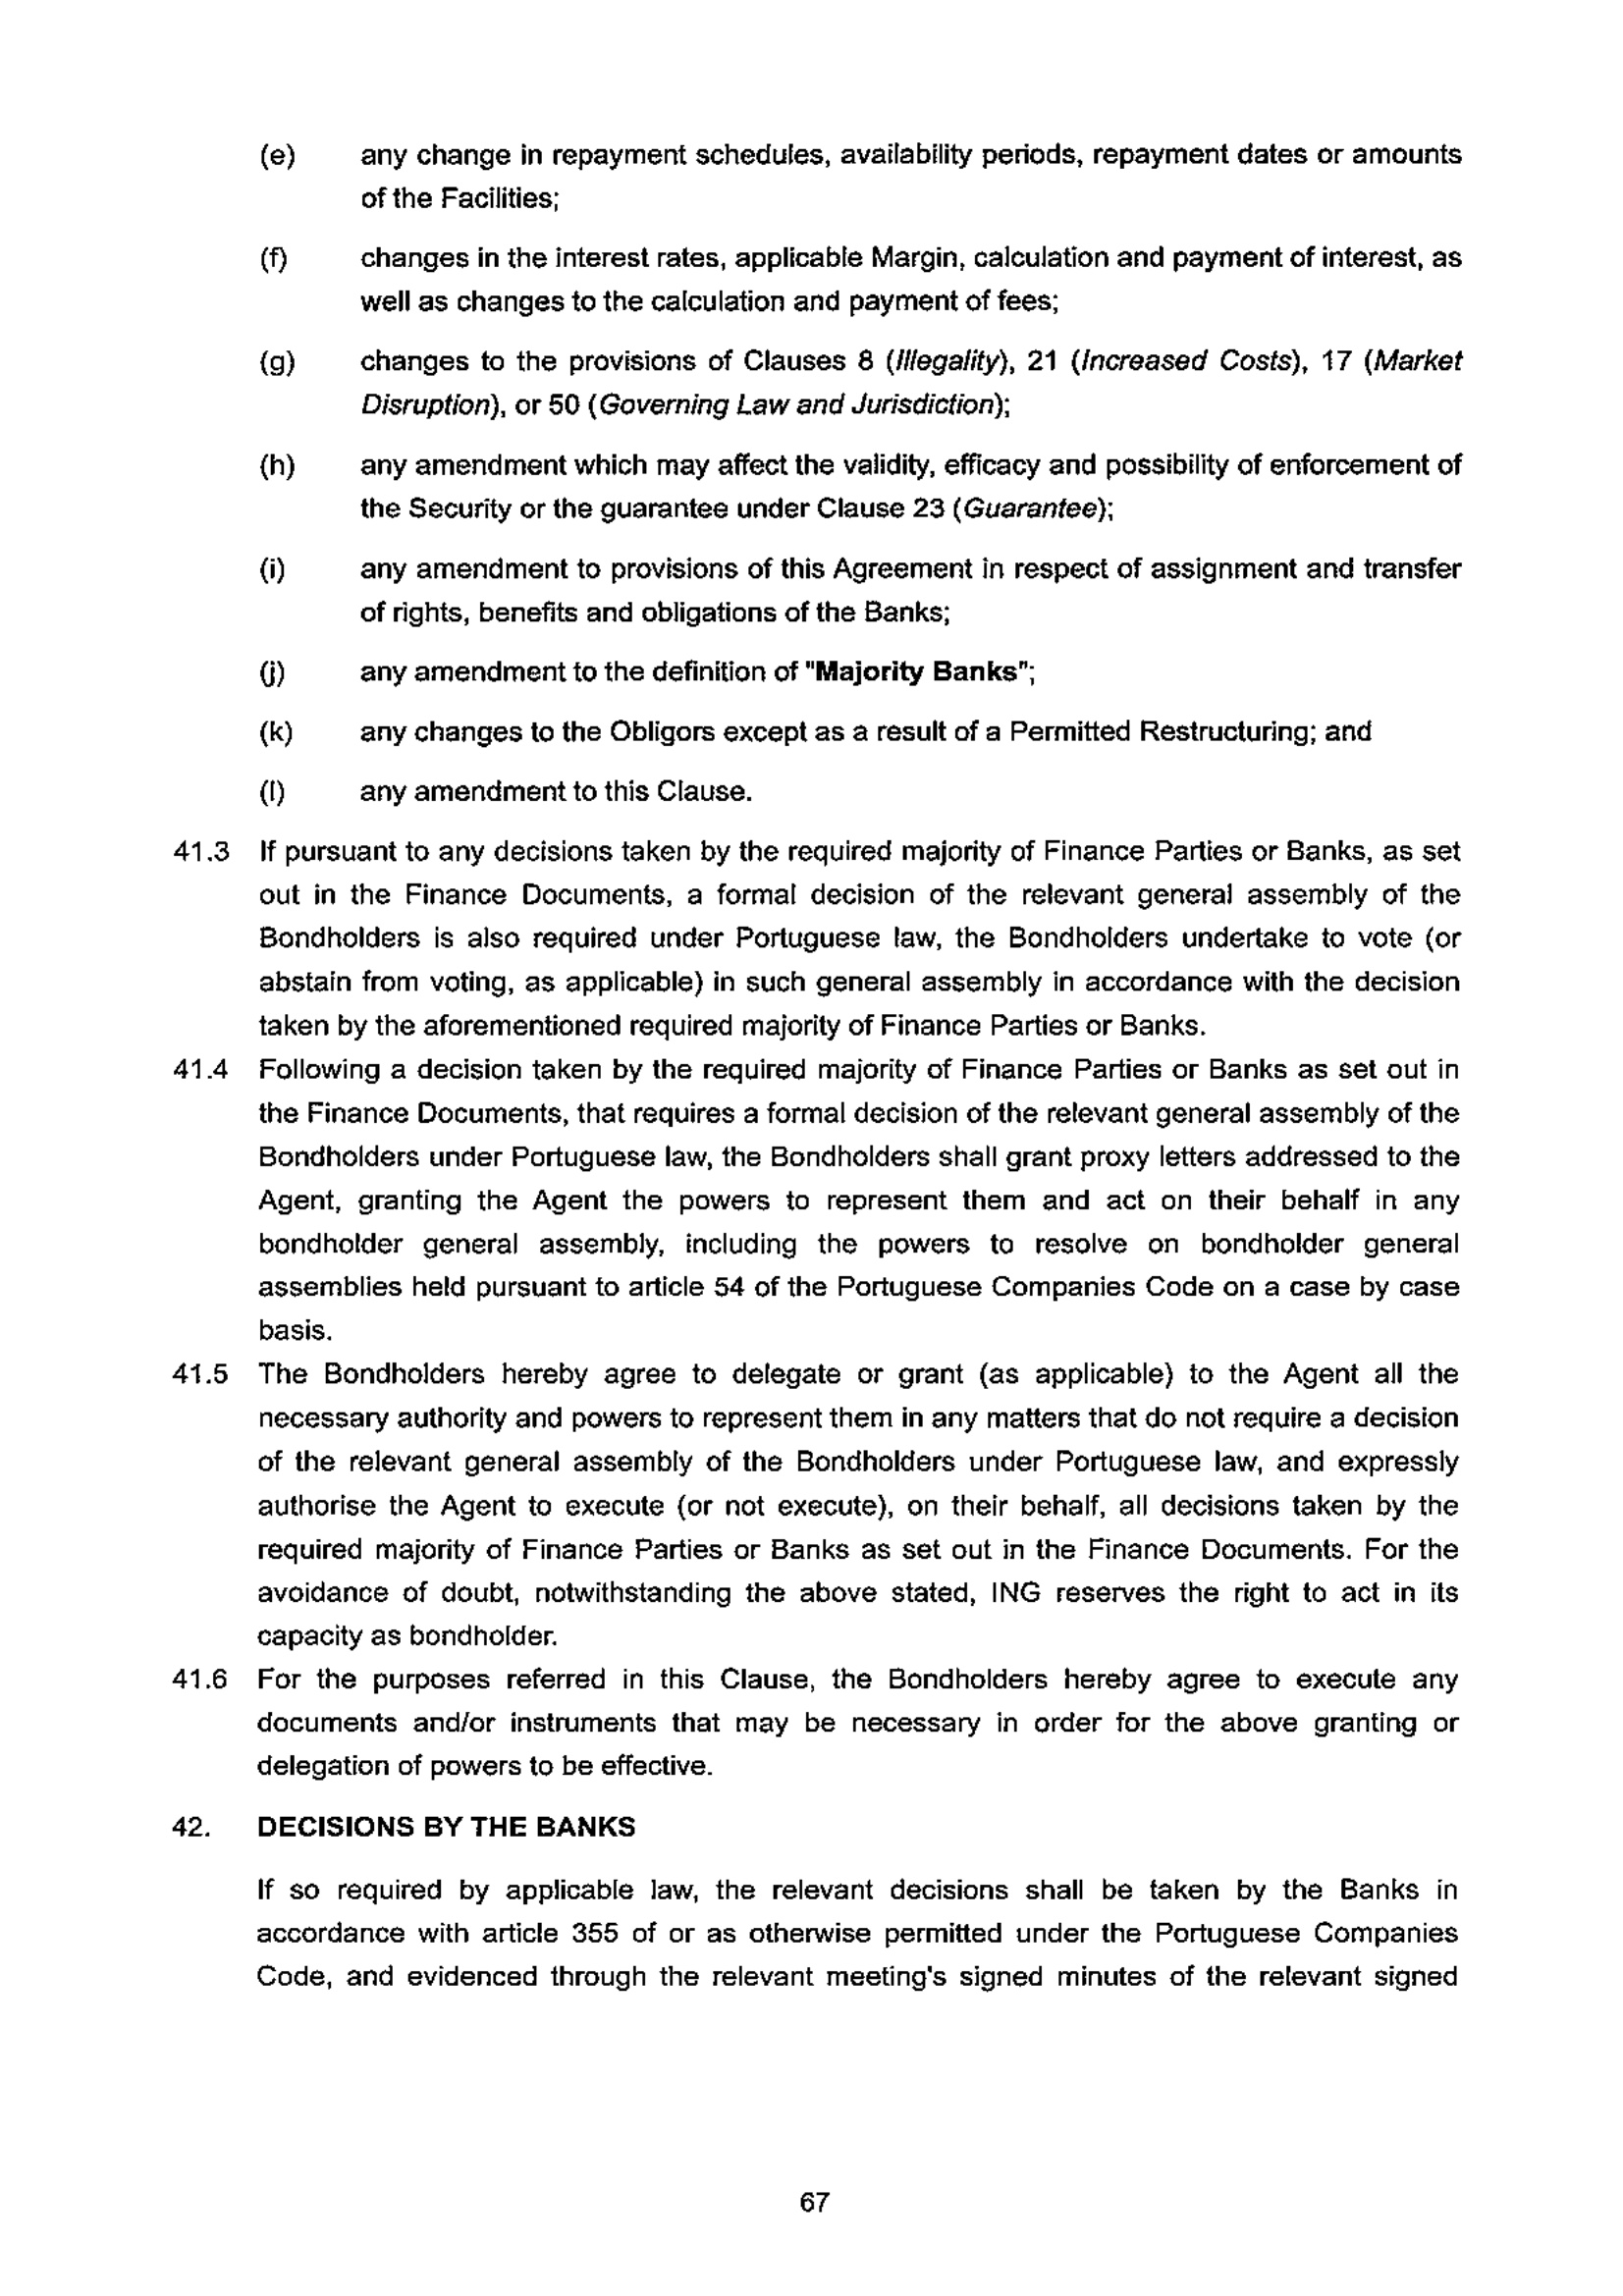 (e) any change in repayment schedules, availability periods, repayment dates or amounts
of the Facilities;
(f) changes in the interest rates, applicable Margin, calculation and payment of interest, as
well as changes to the calculation and payment of fees;
(g) changes to the provisions of Clauses 8 (Illegality), 21 (Increased Costs), 17 (Market
Disruption), or 50 (Governing Law and Jurisdiction);
(h) any amendment which may affect the validity, efficacy and possibility of enforcement of
the Security or the guarantee under Clause 23 (Guarantee);
(i) any amendment to provisions of this Agreement in respect of assignment and transfer
of rights, benefits and obligations of the Banks;
(j) any amendment to the definition of "Majority Banks";
(k) any changes to the Obligors except as a result of a Permitted Restructuring; and
(l) any amendment to this Clause.
41.3 If pursuant to any decisions taken by the required majority of Finance Parties or Banks, as set
out in the Finance Documents, a formal decision of the relevant general assembly of the
Bondholders is also required under Portuguese law, the Bondholders undertake to vote (or
abstain from voting, as applicable) in such general assembly in accordance with the decision
taken by the aforementioned required majority of Finance Parties or Banks.
41.4 Following a decision taken by the required majority of Finance Parties or Banks as set out in
the Finance Documents, that requires a formal decision of the relevant general assembly of the
Bondholders under Portuguese law, the Bondholders shall grant proxy letters addressed to the
Agent, granting the Agent the powers to represent them and act on their behalf in any
bondholder general assembly, including the powers to resolve on bondholder general
assemblies held pursuant to article 54 of the Portuguese Companies Code on a case by case
basis.
41.5 The Bondholders hereby agree to delegate or grant (as applicable) to the Agent all the
necessary authority and powers to represent them in any matters that do not require a decision
of the relevant general assembly of the Bondholders under Portuguese law, and expressly
authorise the Agent to execute (or not execute), on their behalf, all decisions taken by the
required majority of Finance Parties or Banks as set out in the Finance Documents. For the
avoidance of doubt, notwithstanding the above stated, ING reserves the right to act in its
capacity as bondholder.
41.6 For the purposes referred in this Clause, the Bondholders hereby agree to execute any
documents and/or instruments that may be necessary in order for the above granting or
delegation of powers to be effective.
42. DECISIONS BY THE BANKS
If so required by applicable law, the relevant decisions shall be taken by the Banks in
accordance with article 355 of or as otherwise permitted under the Portuguese Companies
Code, and evidenced through the relevant meeting's signed minutes of the relevant signed
67